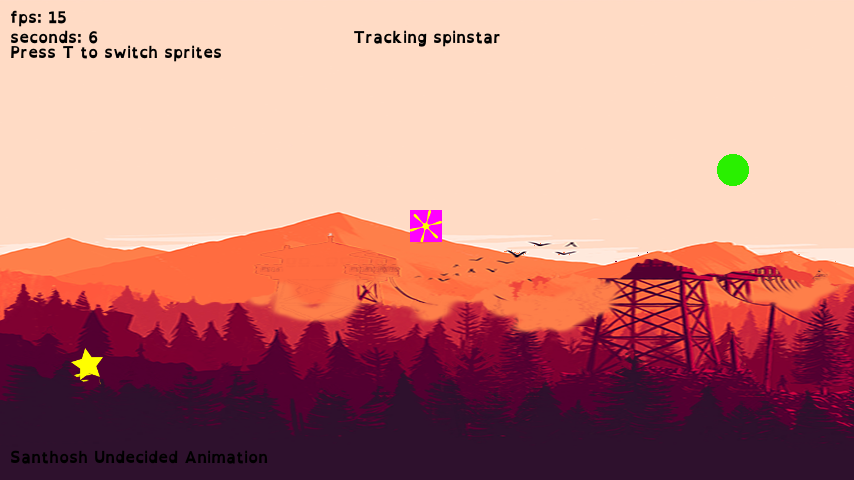 fps: 15
seconds: 6
Tracking spinstar
Press T to switch sprites
Santhosh Undecided Animation